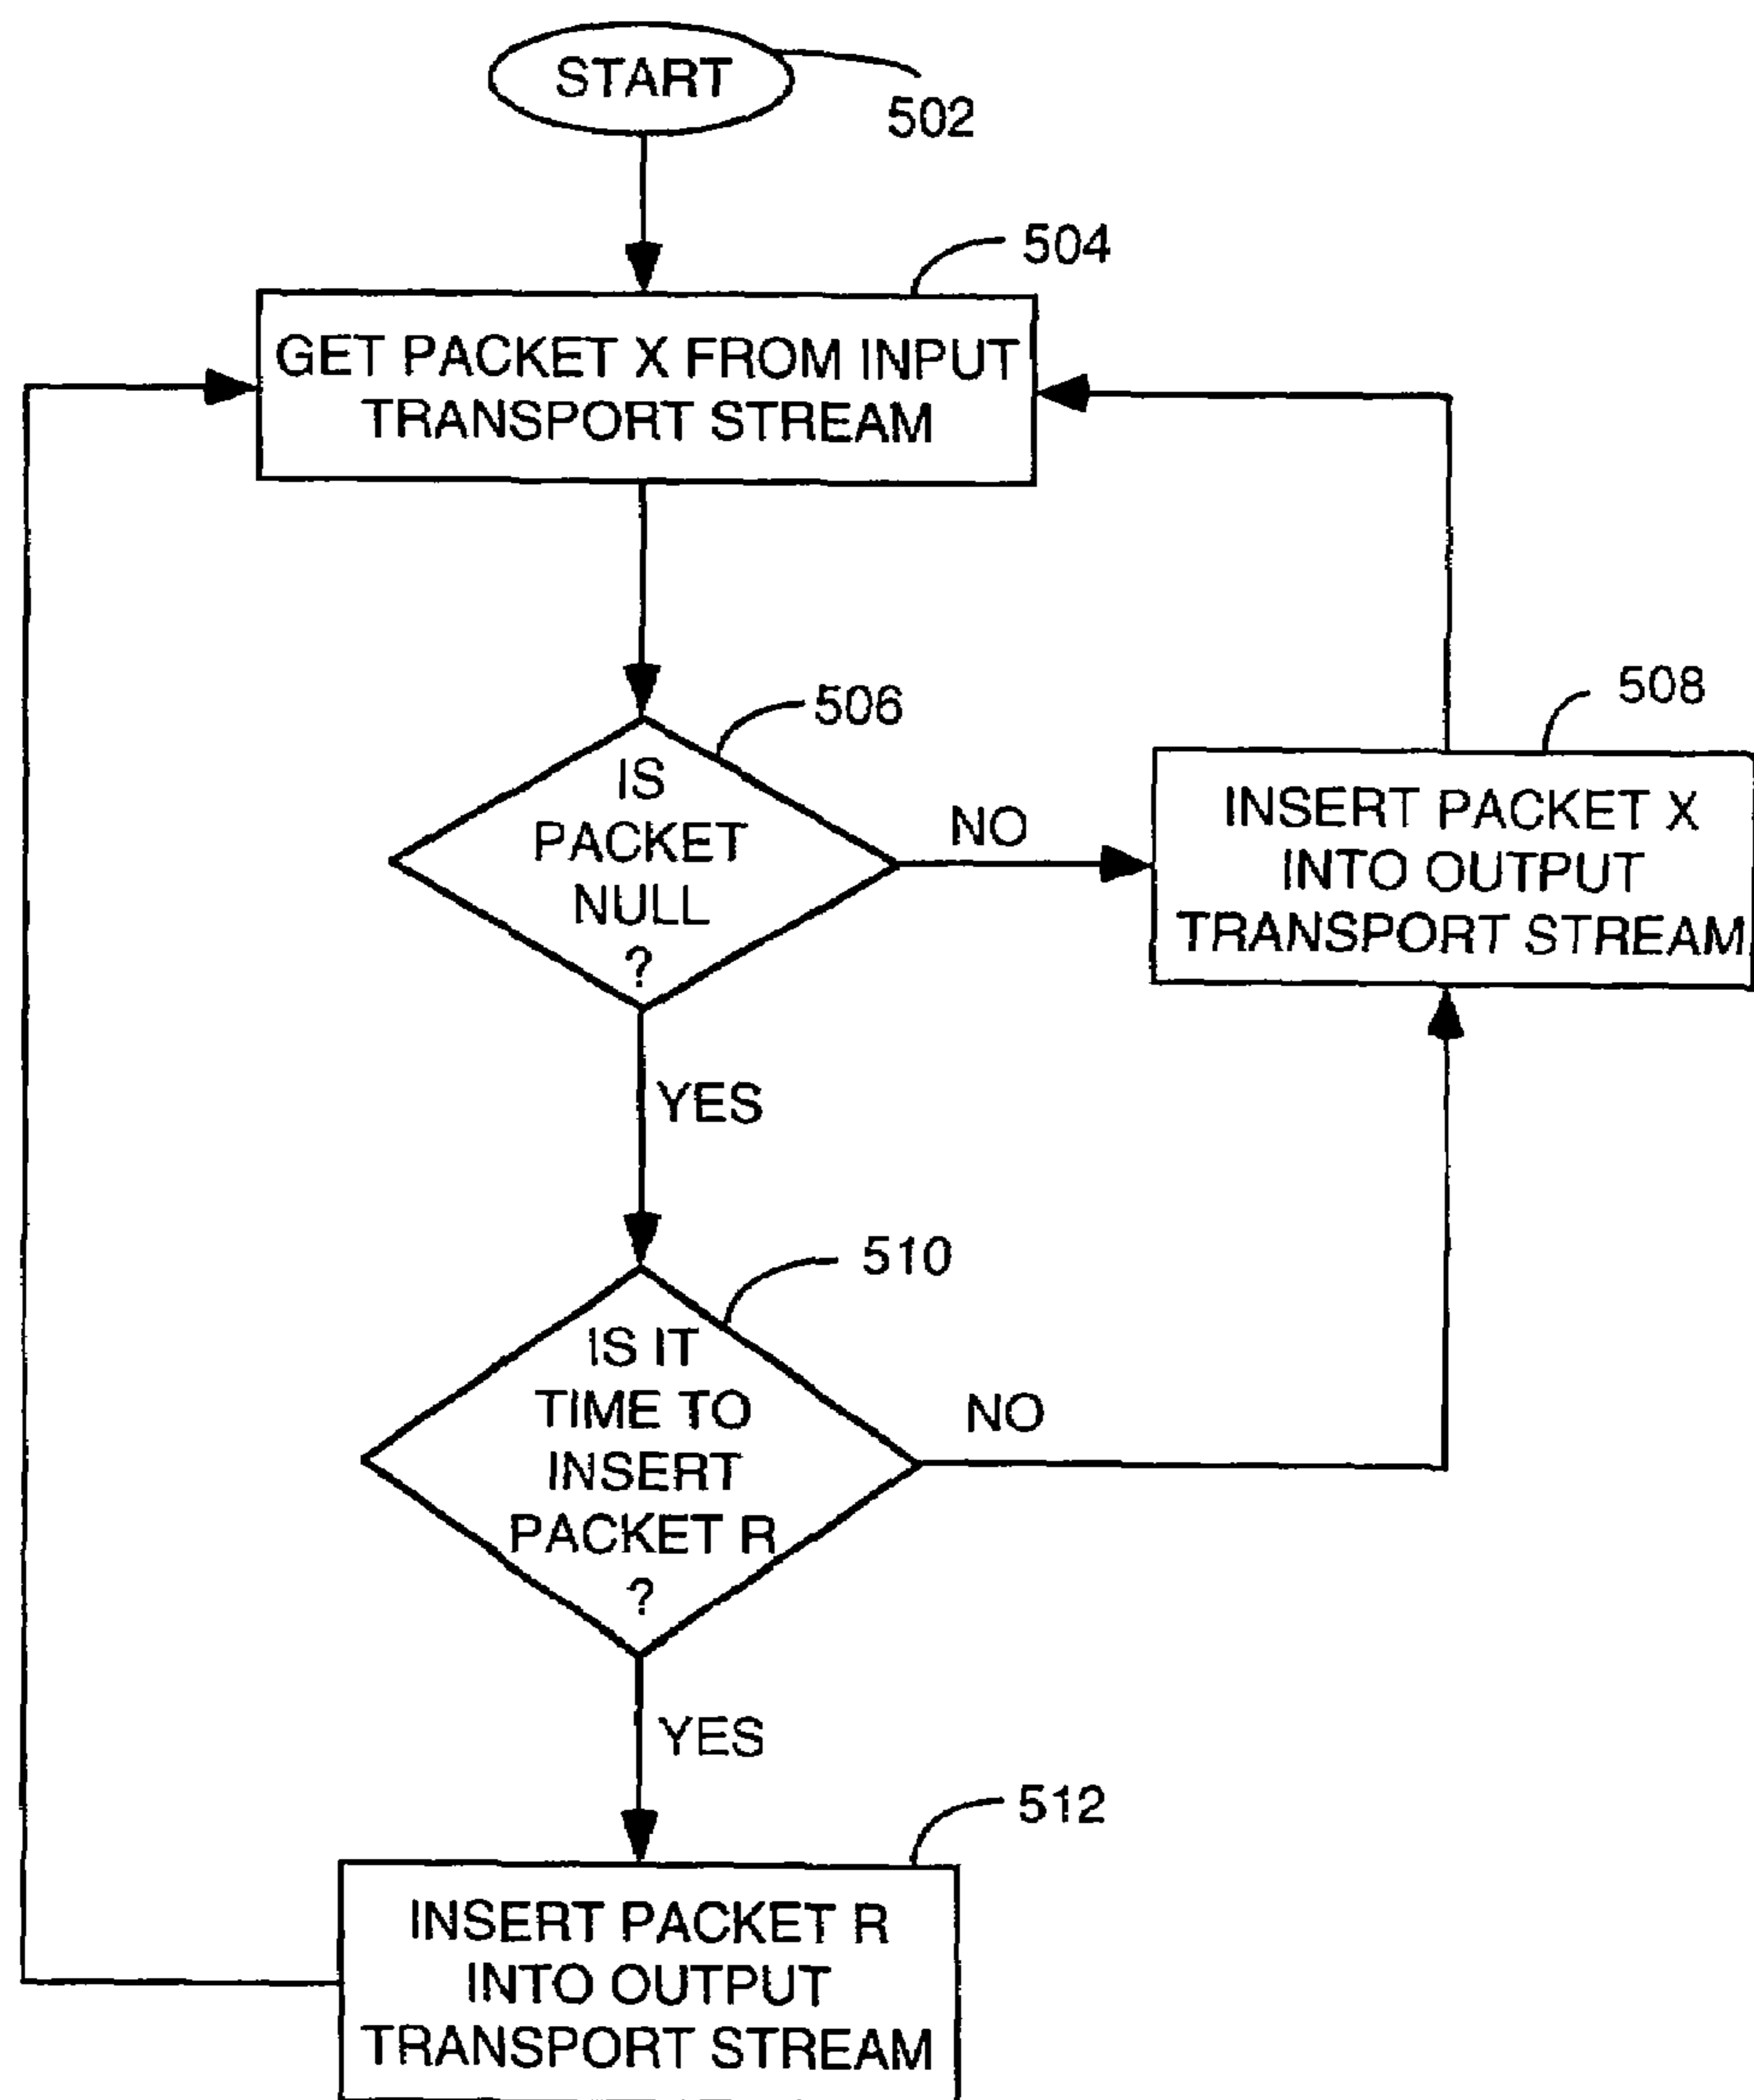 START
502
504
GET PACKET X FROM INPUT
TRANSPORT STREAM
506
IS
PACKET
NULL
?
NO
508
INSERT PACKET X
INTO OUTPUT
TRANSPORT STREAM
YES
510
IS IT
TIME TO
INSERT
PACKET R
?
NO
YES
512
INSERT PACKET R
INTO OUTPUT
TRANSPORT STREAM